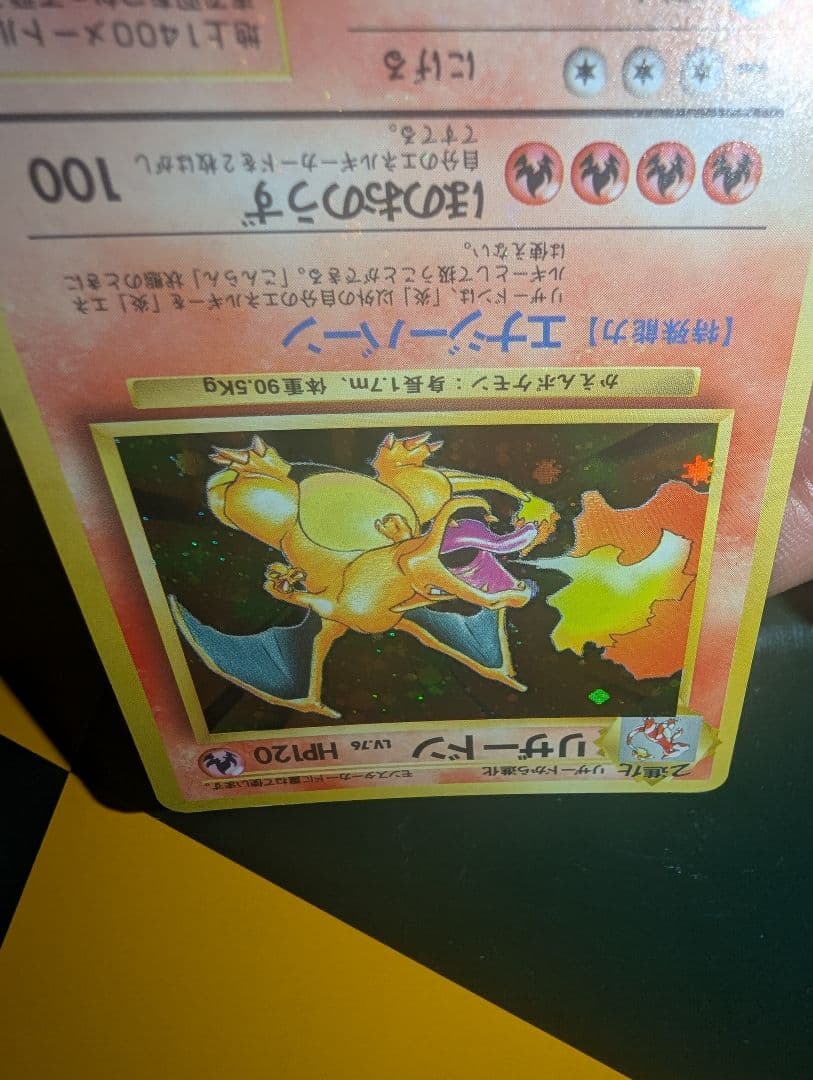 2進化 リザードから進化 モンスターカードに重ねて使います。
リザードン LV.76 HP120
かえんポケモン：身長1.7m、体重90.5Kg
【特殊能力】エナジーバーン
リザードンは、「炎」以外の自分のエネルギーを「炎」エネ
ルギーとして扱うことができる。「こんらん」状態のときに
は使えない。
ほのおのうず 100
自分のエネルギーカードを2枚はがし
てすてる。
にげる
地上1400メートル